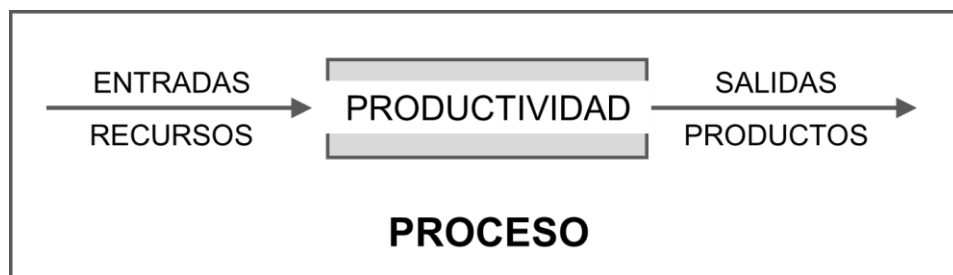 ENTRADAS
RECURSOS
PRODUCTIVIDAD
SALIDAS
PRODUCTOS
PROCESO